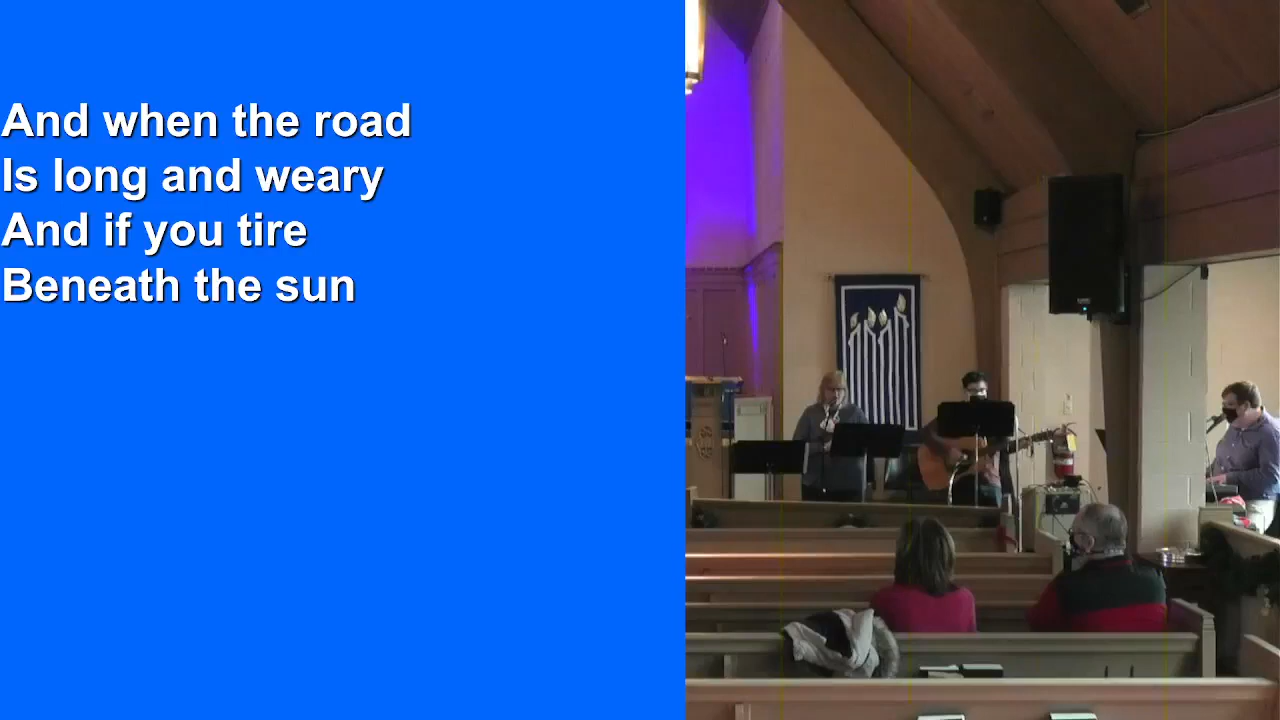 And when the road
Is long and weary
And if you tire
Beneath the sun